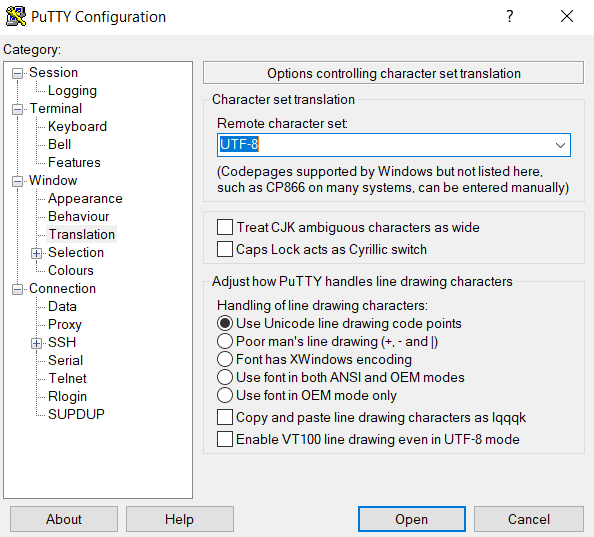 PuTTY Configuration
?
Category:
Session
Logging
Terminal
Keyboard
Bell
Features
Window
Appearance
Behaviour
Translation
Selection
Colours
Connection
Data
Proxy
SSH
Serial
Telnet
Rlogin
SUPDUP
Options controlling character set translation
Character set translation
Remote character set:
UTF-8
(Codepages supported by Windows but not listed here,
such as CP866 on many systems, can be entered manually)
Treat CJK ambiguous characters as wide
Caps Lock acts as Cyrillic switch
Adjust how PuTTY handles line drawing characters
Handling of line drawing characters:
Use Unicode line drawing code points
Poor man's line drawing (+, - and |)
Font has XWindows encoding
Use font in both ANSI and OEM modes
Use font in OEM mode only
Copy and paste line drawing characters as lqqqk
Enable VT100 line drawing even in UTF-8 mode
About
Help
Open
Cancel